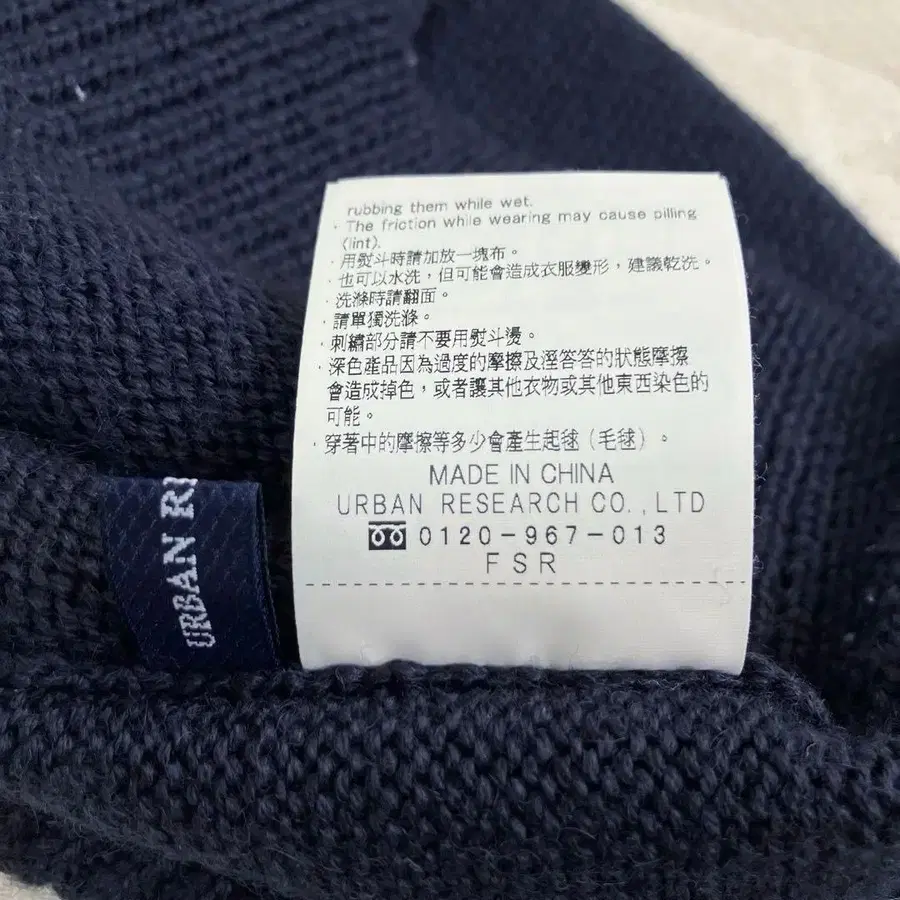 rubbing them while wet.
· The friction while wearing may cause pilling
(lint).
· 用熨斗時請加放一塊布。
· 也可以水洗，但可能會造成衣服變形，建議乾洗。
· 洗滌時請翻面。
· 請單獨洗滌。
· 刺繡部分請不要用熨斗燙。
· 深色產品因為過度的摩擦及溼答答的狀態摩擦
會造成掉色，或者讓其他衣物或其他東西染色的
可能。
· 穿著中的摩擦等多少會產生起毬（毛毬）。
MADE IN CHINA
URBAN RESEARCH CO.,LTD
0120-967-013
FSR
URBAN RE